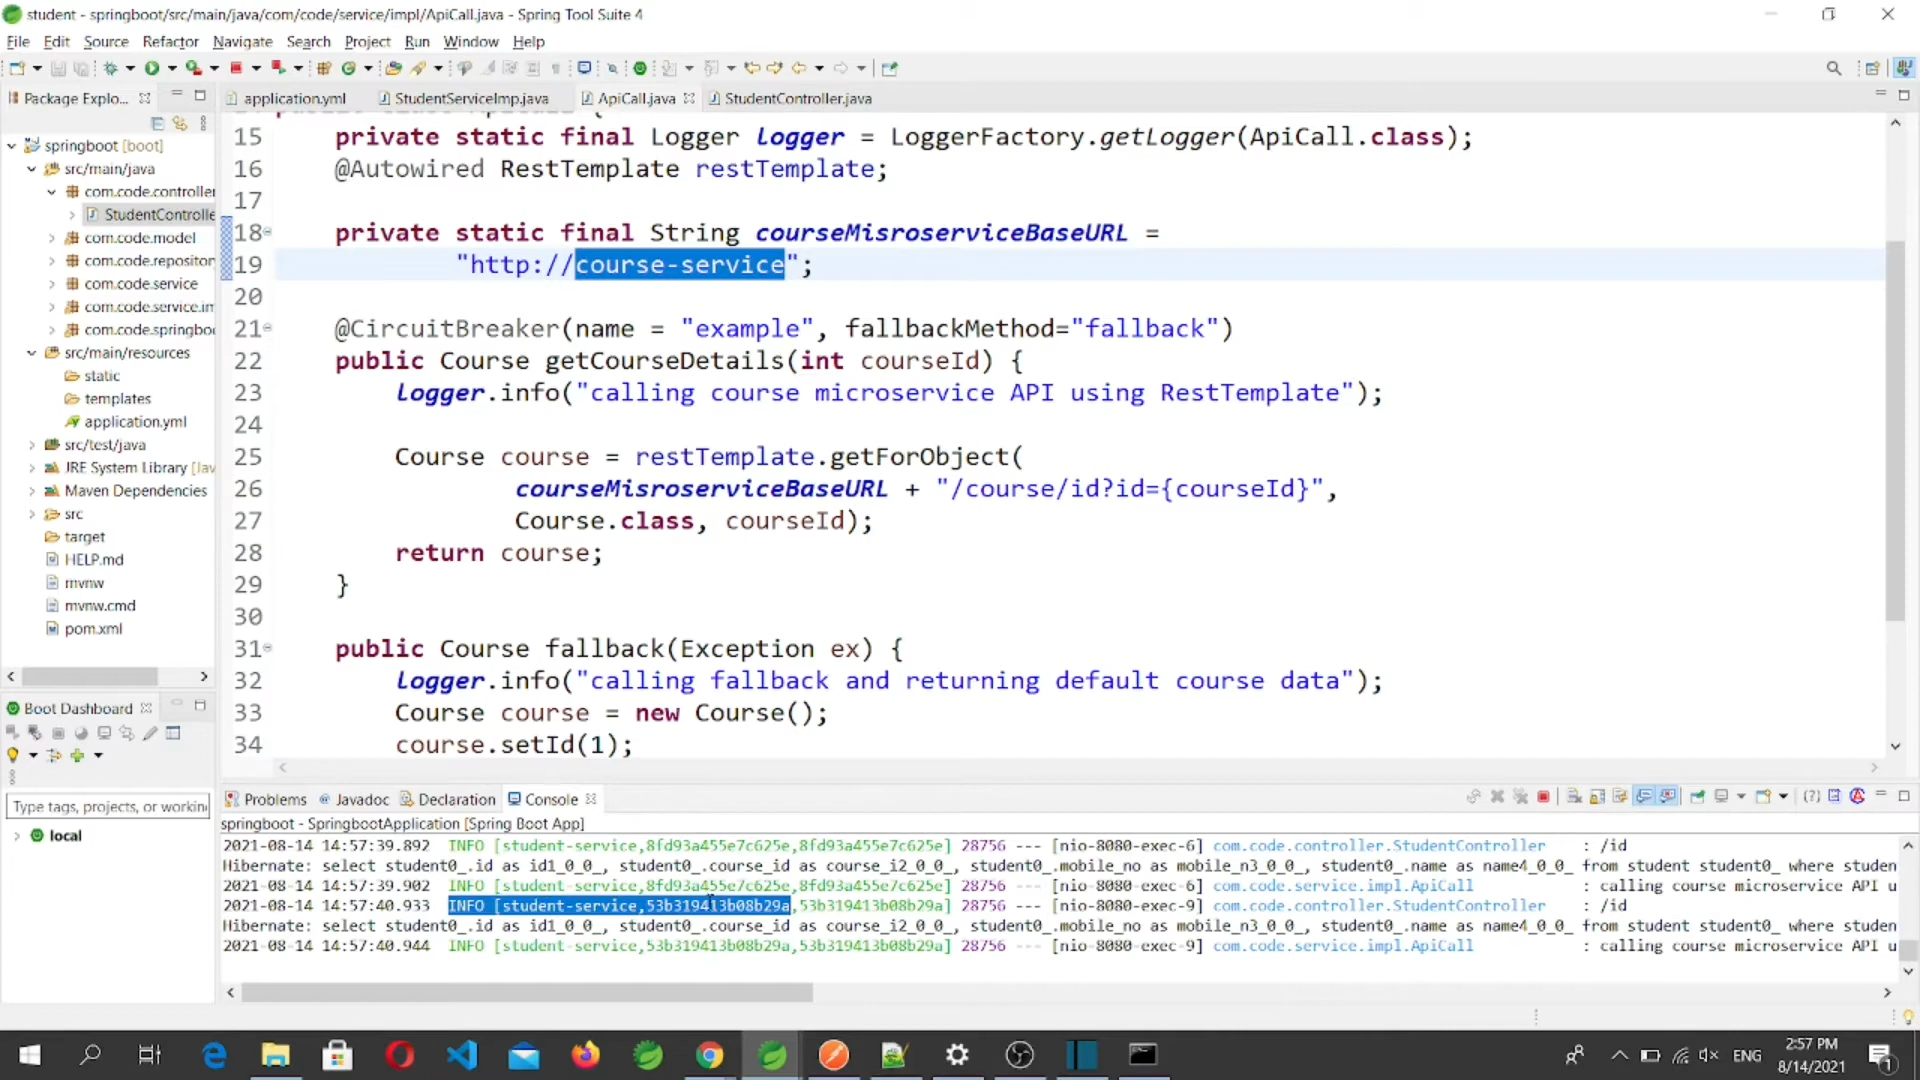 student - springboot/src/main/java/com/code/service/impl/ApiCall.java - Spring Tool Suite 4
File Edit Source Refactor Navigate Search Project Run Window Help
Package Explo...
application.yml StudentServiceImp.java ApiCall.java StudentController.java
springboot [boot]
src/main/java
com.code.controller
StudentControlle
com.code.model
com.code.repositor
com.code.service
com.code.service.im
com.code.springbo
src/main/resources
static
templates
application.yml
src/test/java
JRE System Library [Jav
Maven Dependencies
src
target
HELP.md
mvnw
mvnw.cmd
pom.xml
15 private static final Logger logger = LoggerFactory.getLogger(ApiCall.class);
16 @Autowired RestTemplate restTemplate;
17
18 private static final String courseMisroserviceBaseURL =
19 "http://course-service";
20
21 @CircuitBreaker(name = "example", fallbackMethod="fallback")
22 public Course getCourseDetails(int courseId) {
23 logger.info("calling course microservice API using RestTemplate");
24
25 Course course = restTemplate.getForObject(
26 courseMisroserviceBaseURL + "/course/id?id={courseId}",
27 Course.class, courseId);
28 return course;
29 }
30
31 public Course fallback(Exception ex) {
32 logger.info("calling fallback and returning default course data");
33 Course course = new Course();
34 course.setId(1);
Boot Dashboard
Type tags, projects, or workin
local
Problems Javadoc Declaration Console
springboot - SpringbootApplication [Spring Boot App]
2021-08-14 14:57:39.892 INFO [student-service,8fd93a455e7c625e,8fd93a455e7c625e] 28756 --- [nio-8080-exec-6] com.code.controller.StudentController : /id
Hibernate: select student0_.id as id1_0_0_, student0_.course_id as course_i2_0_0_, student0_.mobile_no as mobile_n3_0_0_, student0_.name as name4_0_0_ from student student0_ where studen
2021-08-14 14:57:39.902 INFO [student-service,8fd93a455e7c625e,8fd93a455e7c625e] 28756 --- [nio-8080-exec-6] com.code.service.impl.ApiCall : calling course microservice API u
2021-08-14 14:57:40.933 INFO [student-service,53b319413b08b29a,53b319413b08b29a] 28756 --- [nio-8080-exec-9] com.code.controller.StudentController : /id
Hibernate: select student0_.id as id1_0_0_, student0_.course_id as course_i2_0_0_, student0_.mobile_no as mobile_n3_0_0_, student0_.name as name4_0_0_ from student student0_ where studen
2021-08-14 14:57:40.944 INFO [student-service,53b319413b08b29a,53b319413b08b29a] 28756 --- [nio-8080-exec-9] com.code.service.impl.ApiCall : calling course microservice API u
ENG
2:57 PM
8/14/2021
1